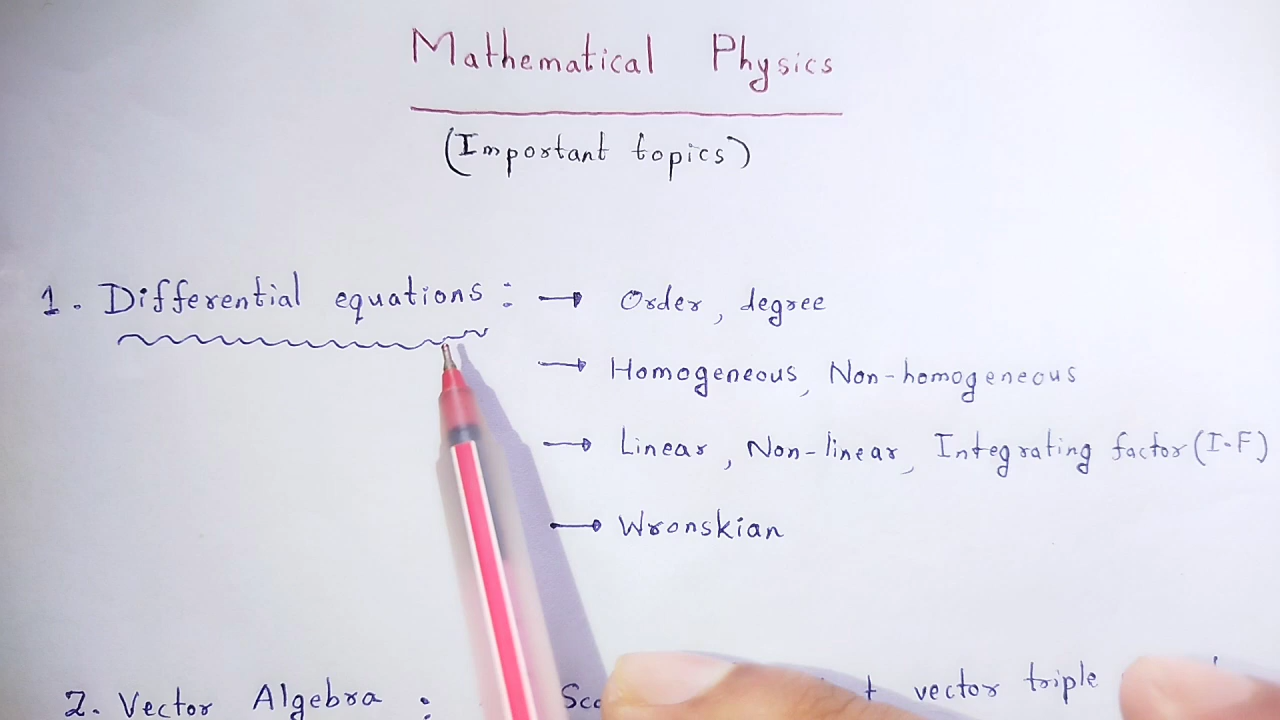 Mathematical Physics
(Important topics)
1. Differential equations: → Order, degree
→ Homogeneous, Non-homogeneous
→ Linear, Non-linear, Integrating factor (I.F)
→ Wronskian
2. Vector Algebra : vector triple